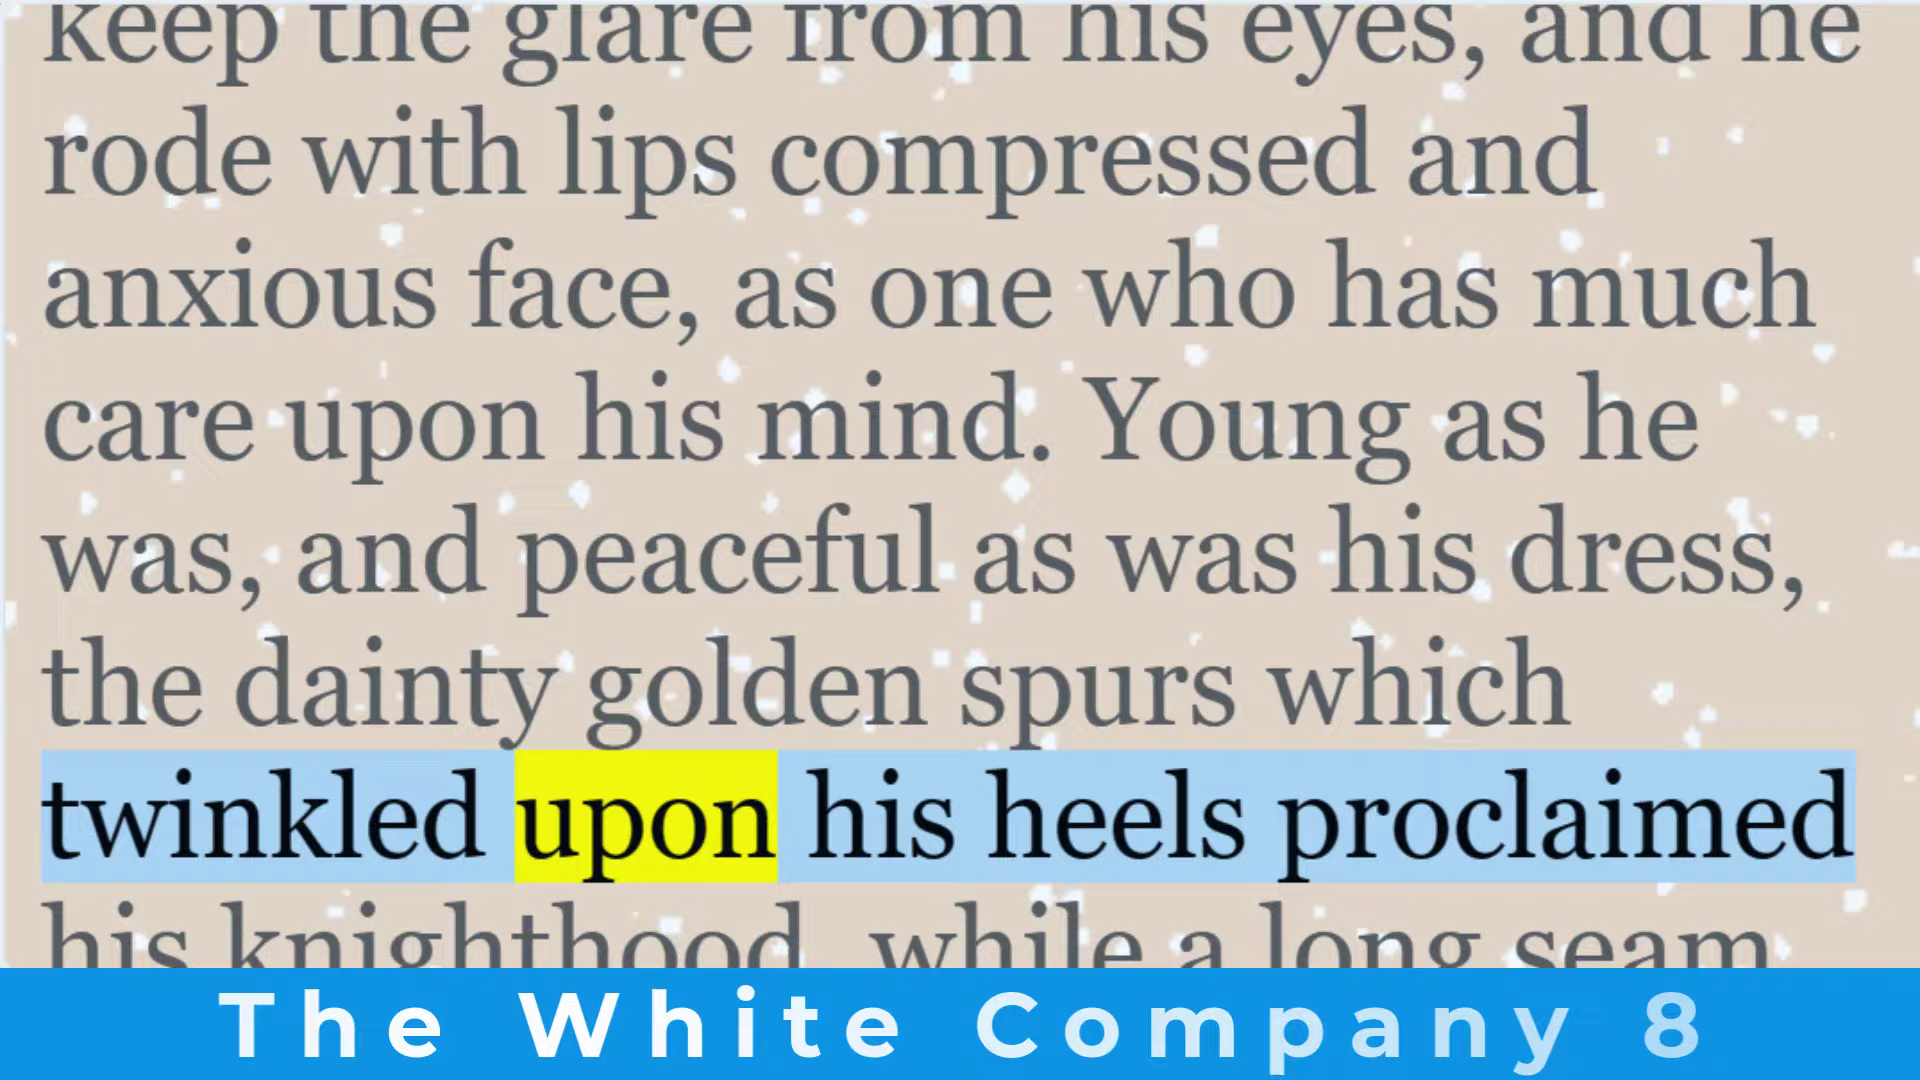 keep the glare from his eyes, and he
rode with lips compressed and
anxious face, as one who has much
care upon his mind. Young as he
was, and peaceful as was his dress,
the dainty golden spurs which
twinkled upon his heels proclaimed
his knighthood, while a long seam
The White Company 8